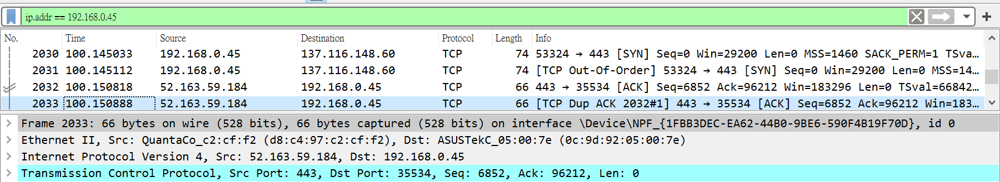 ip.addr == 192.168.0.45
No. Time Source Destination Protocol Length Info
2030 100.145033 192.168.0.45 137.116.148.60 TCP 74 53324 → 443 [SYN] Seq=0 Win=29200 Len=0 MSS=1460 SACK_PERM=1 TSva…
2031 100.145112 192.168.0.45 137.116.148.60 TCP 74 [TCP Out-Of-Order] 53324 → 443 [SYN] Seq=0 Win=29200 Len=0 MSS=14…
2032 100.150818 52.163.59.184 192.168.0.45 TCP 66 443 → 35534 [ACK] Seq=6852 Ack=96212 Win=183296 Len=0 TSval=66842…
2033 100.150888 52.163.59.184 192.168.0.45 TCP 66 [TCP Dup ACK 2032#1] 443 → 35534 [ACK] Seq=6852 Ack=96212 Win=183…
Frame 2033: 66 bytes on wire (528 bits), 66 bytes captured (528 bits) on interface \Device\NPF_{1FBB3DEC-EA62-44B0-9BE6-590F4B19F70D}, id 0
Ethernet II, Src: QuantaCo_c2:cf:f2 (d8:c4:97:c2:cf:f2), Dst: ASUSTekC_05:00:7e (0c:9d:92:05:00:7e)
Internet Protocol Version 4, Src: 52.163.59.184, Dst: 192.168.0.45
Transmission Control Protocol, Src Port: 443, Dst Port: 35534, Seq: 6852, Ack: 96212, Len: 0